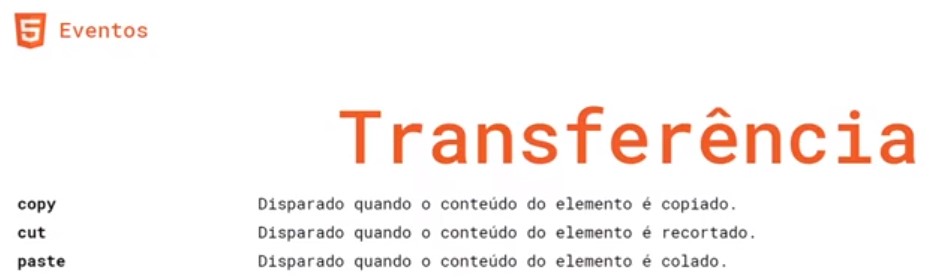 5 Eventos
Transferência
copy Disparado quando o conteúdo do elemento é copiado.
cut Disparado quando o conteúdo do elemento é recortado.
paste Disparado quando o conteúdo do elemento é colado.